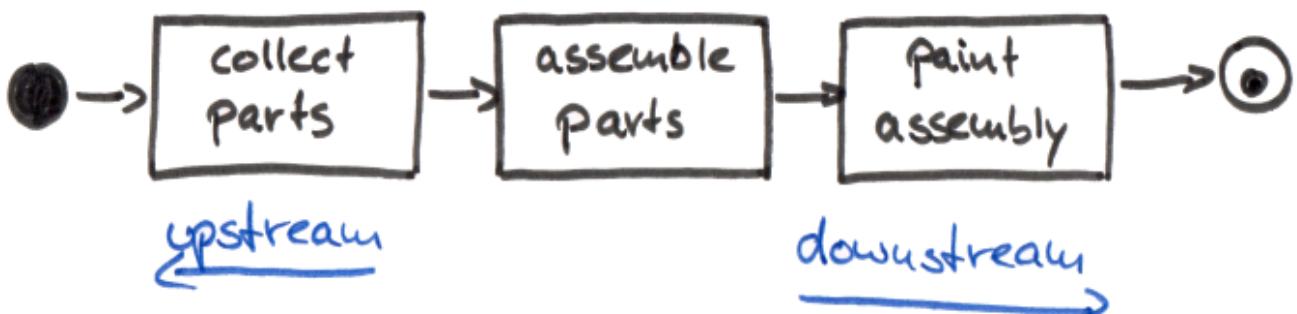 collect
parts
assemble
parts
paint
assembly
upstream
downstream